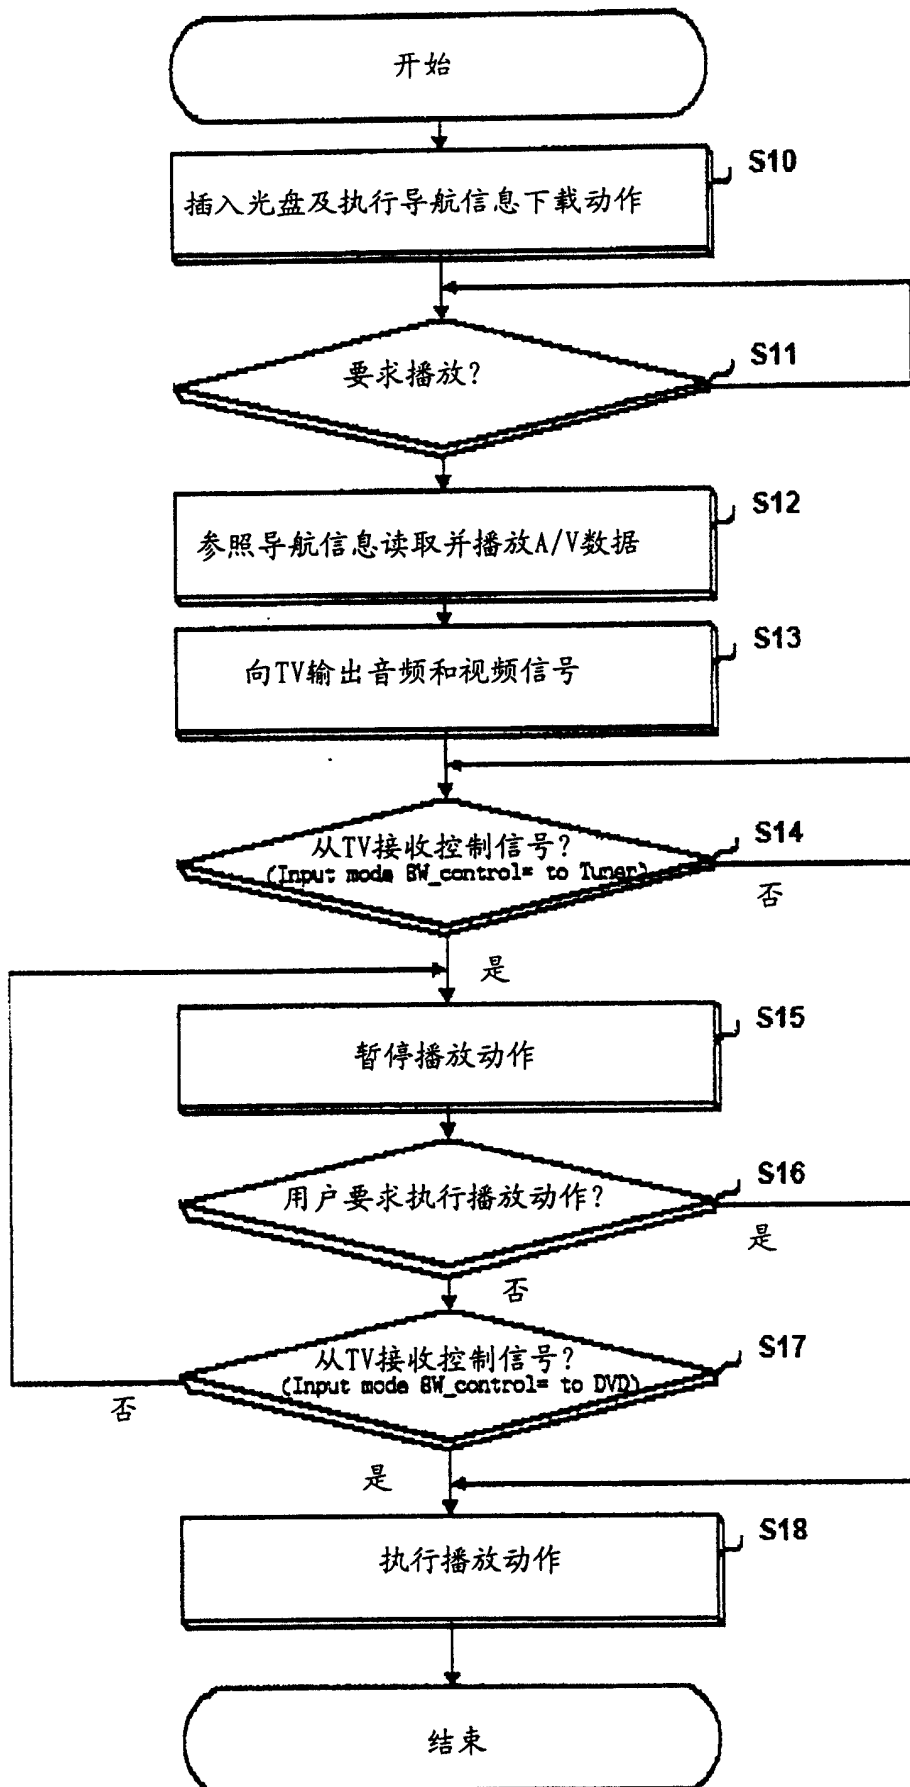 开始
S10
插入光盘及执行导航信息下载动作
S11
要求播放?
S12
参照导航信息读取并播放A/V数据
S13
向TV输出音频和视频信号
S14
从TV接收控制信号?
(Input mode SW_control= to Tuner)
否
是
S15
暂停播放动作
S16
用户要求执行播放动作?
是
否
S17
从TV接收控制信号?
(Input mode SW_control= to DVD)
否
是
S18
执行播放动作
结束